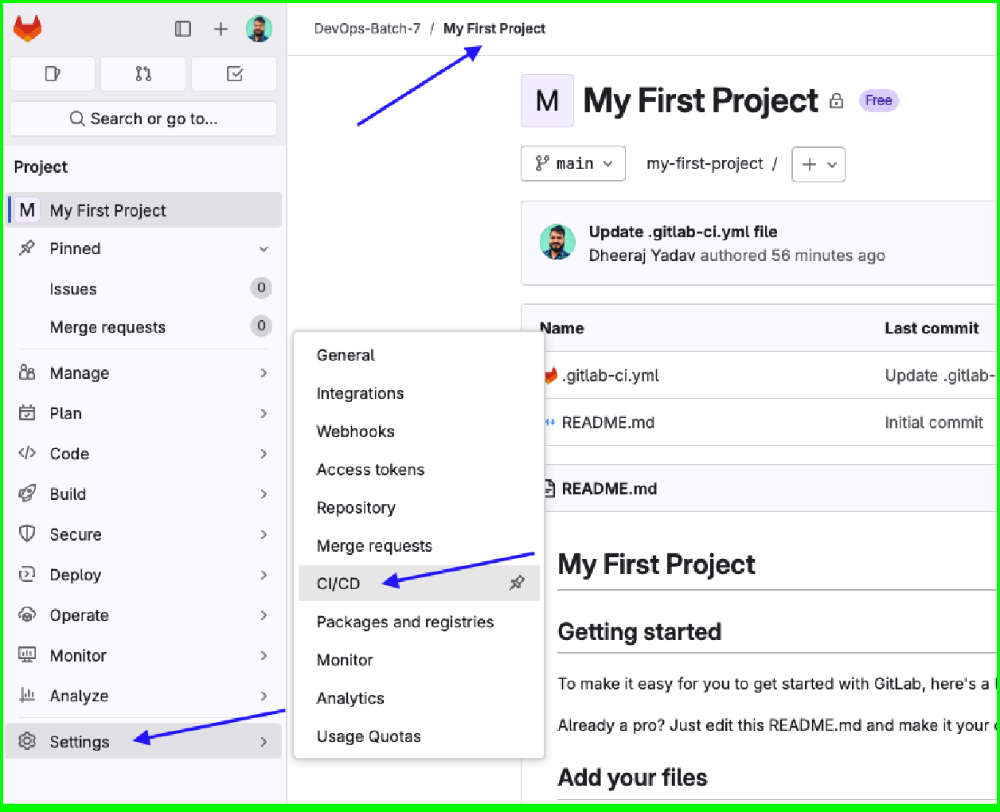 DevOps-Batch-7 / My First Project
Search or go to...
Project
M My First Project
Pinned
Issues 0
Merge requests 0
Manage
Plan
Code
Build
Secure
Deploy
Operate
Monitor
Analyze
Settings
General
Integrations
Webhooks
Access tokens
Repository
Merge requests
CI/CD
Packages and registries
Monitor
Analytics
Usage Quotas
M My First Project Free
main my-first-project /
Update .gitlab-ci.yml file
Dheeraj Yadav authored 56 minutes ago
Name Last commit
.gitlab-ci.yml Update .gitlab-
README.md Initial commit
README.md
My First Project
Getting started
To make it easy for you to get started with GitLab, here's a
Already a pro? Just edit this README.md and make it your
Add your files